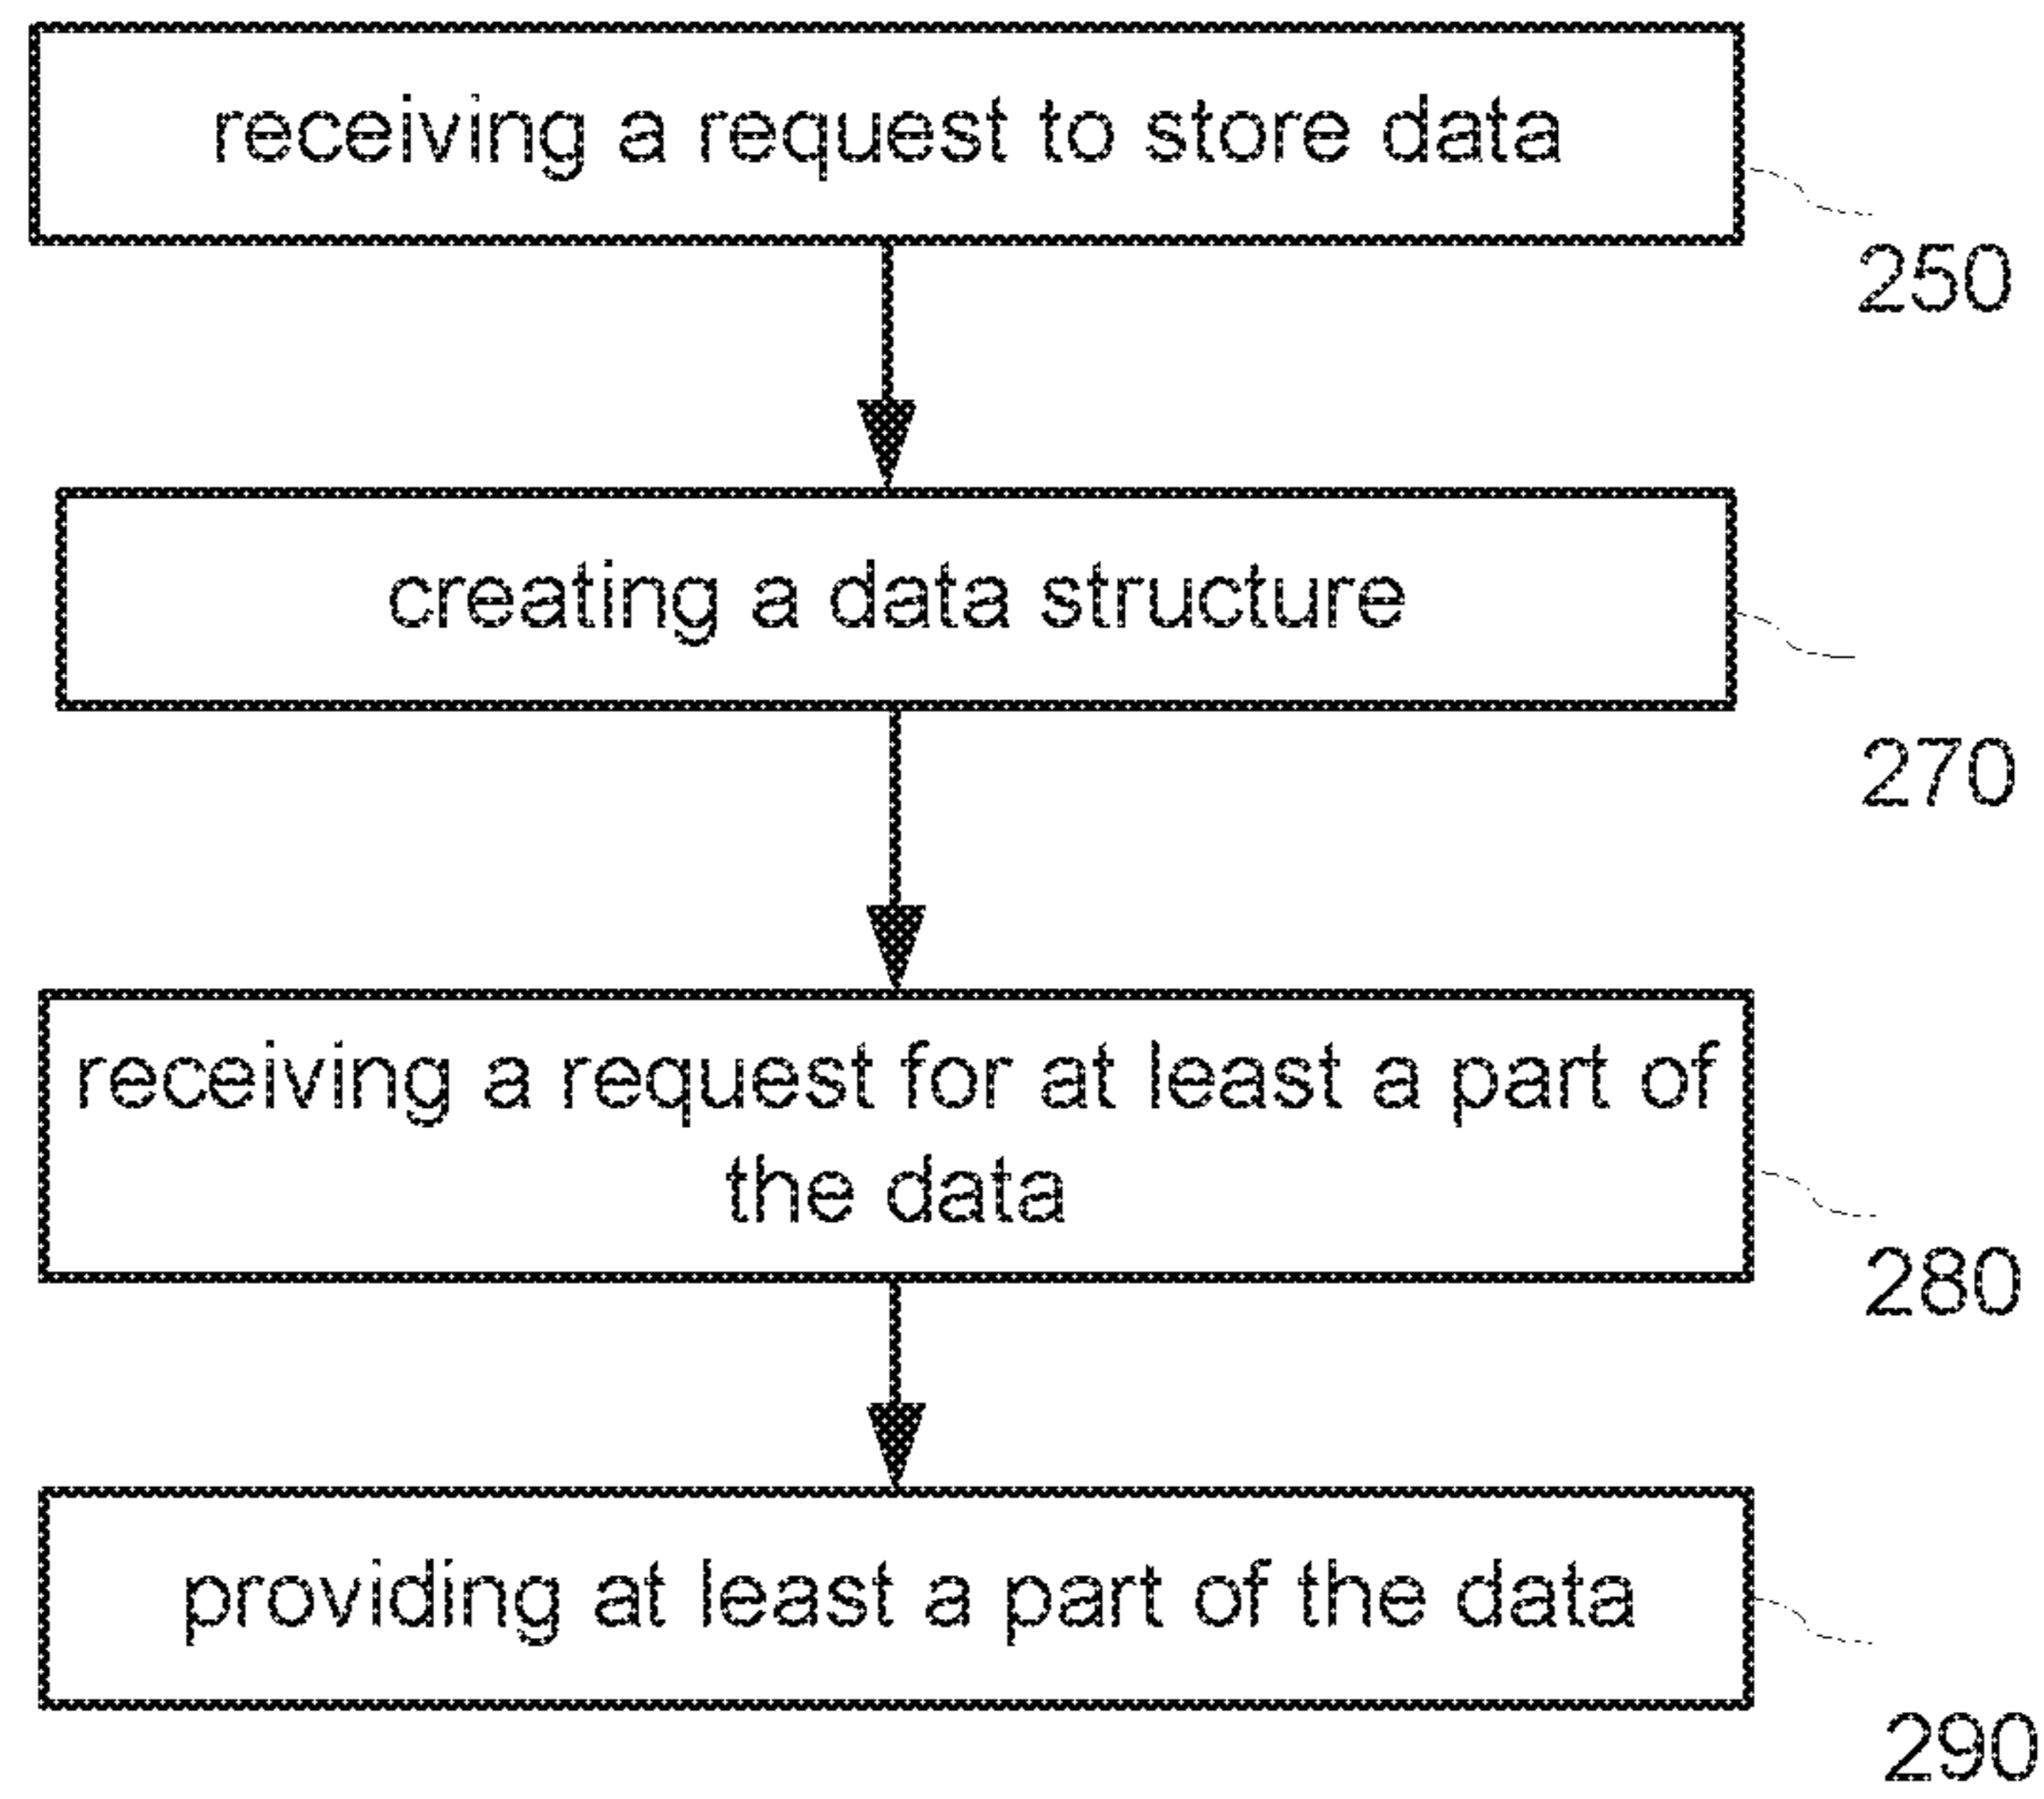 receiving a request to store data
250
creating a data structure
270
receiving a request for at least a part of
the data
280
providing at least a part of the data
290